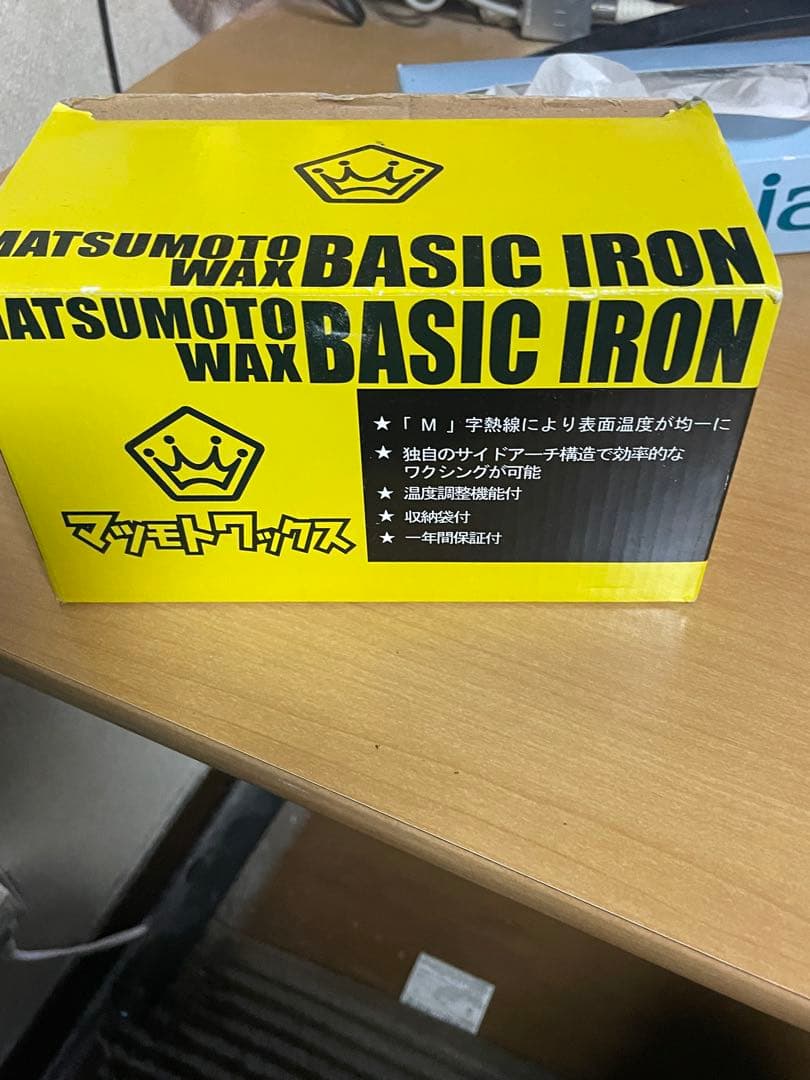 MATSUMOTO
WAX BASIC IRON
MATSUMOTO
WAX BASIC IRON
★「M」字熱線により表面温度が均一に
★ 独自のサイドアーチ構造で効率的な
ワクシングが可能
★ 温度調整機能付
★ 収納袋付
★ 一年間保証付
マツモトワックス
ia